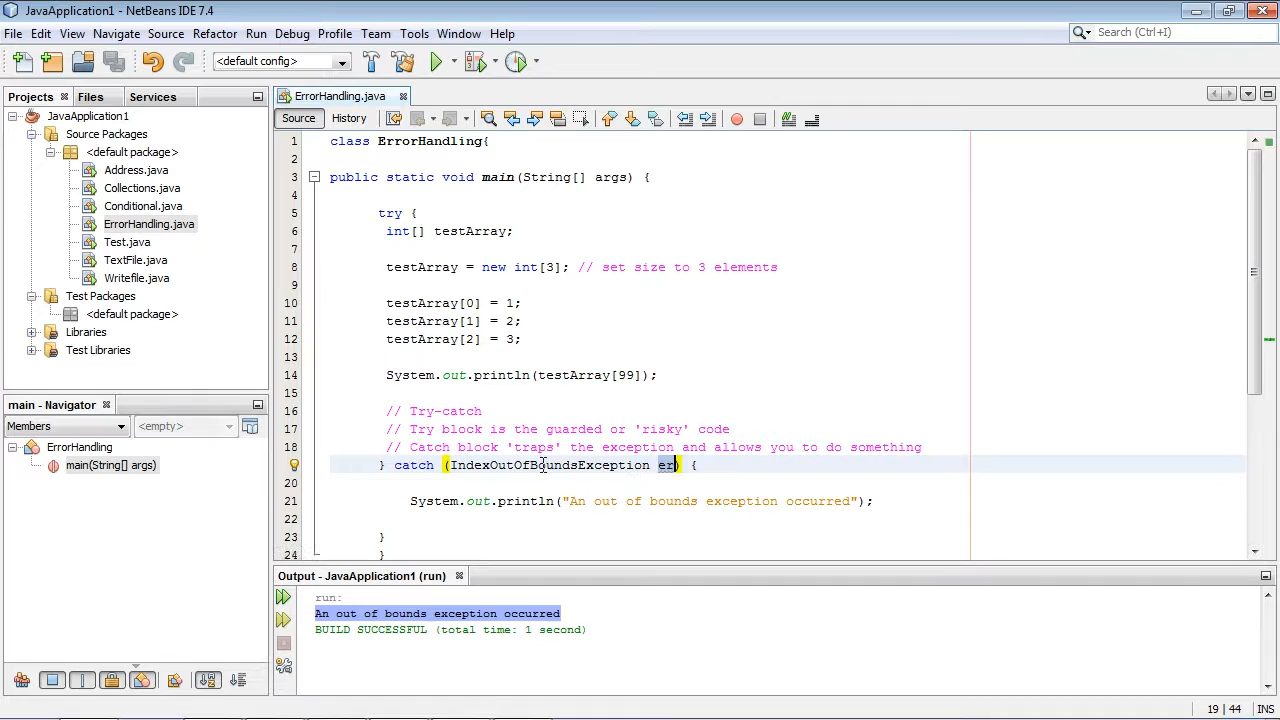 JavaApplication1 - NetBeans IDE 7.4
File Edit View Navigate Source Refactor Run Debug Profile Team Tools Window Help
Search (Ctrl+I)
<default config>
Projects Files Services
JavaApplication1
Source Packages
<default package>
Address.java
Collections.java
Conditional.java
ErrorHandling.java
Test.java
TextFile.java
Writefile.java
Test Packages
<default package>
Libraries
Test Libraries
main - Navigator
Members <empty>
ErrorHandling
main(String[] args)
ErrorHandling.java
Source History
1 class ErrorHandling{
2
3 public static void main(String[] args) {
4
5 try {
6 int[] testArray;
7
8 testArray = new int[3]; // set size to 3 elements
9
10 testArray[0] = 1;
11 testArray[1] = 2;
12 testArray[2] = 3;
13
14 System.out.println(testArray[99]);
15
16 // Try-catch
17 // Try block is the guarded or 'risky' code
18 // Catch block 'traps' the exception and allows you to do something
} catch (IndexOutOfBoundsException er) {
20
21 System.out.println("An out of bounds exception occurred");
22
23 }
24 }
Output - JavaApplication1 (run)
run:
An out of bounds exception occurred
BUILD SUCCESSFUL (total time: 1 second)
19 | 44 INS